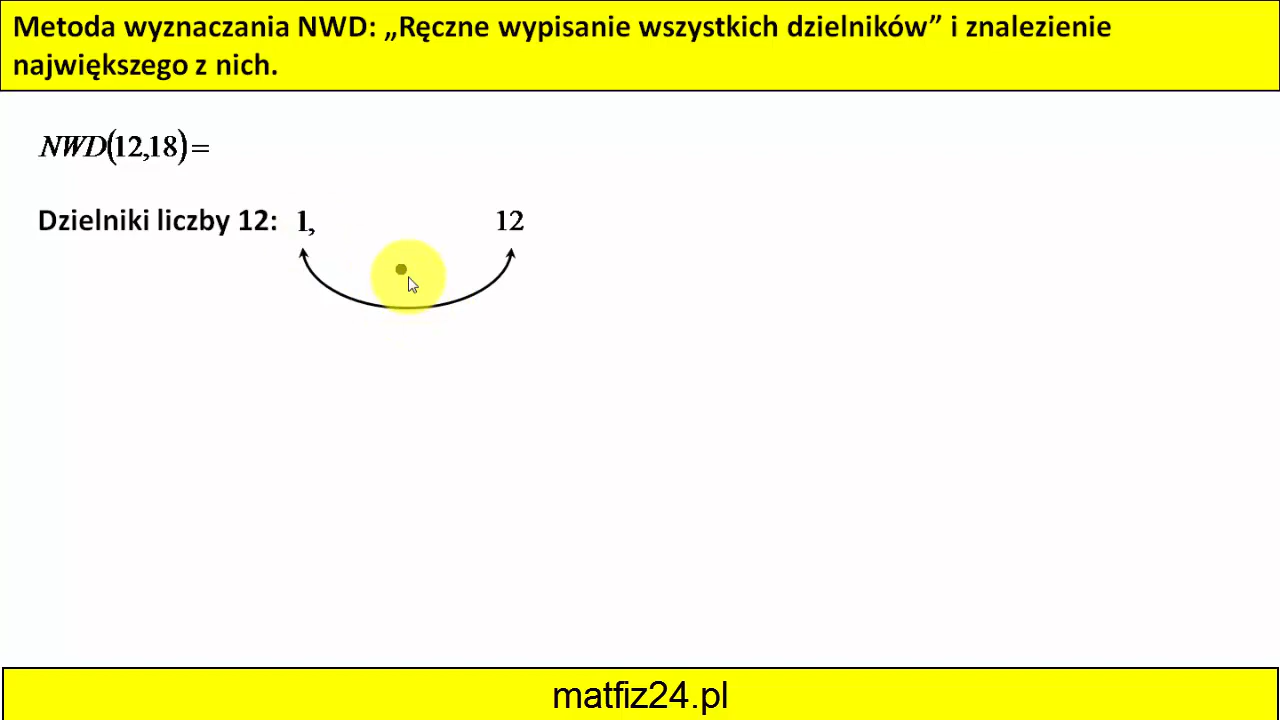 Metoda wyznaczania NWD: „Ręczne wypisanie wszystkich dzielników” i znalezienie
największego z nich.
NWD(12,18)=
Dzielniki liczby 12: 1, 12
matfiz24.pl